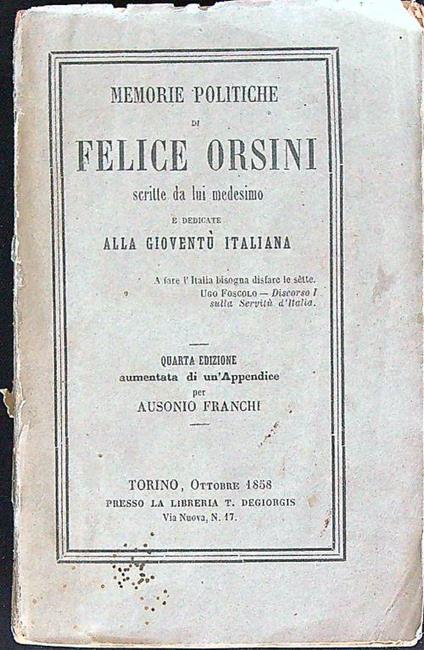 MEMORIE POLITICHE
DI
FELICE ORSINI
scritte da lui medesimo
E DEDICATE
ALLA GIOVENTÙ ITALIANA
A fare l'Italia bisogna disfare le sètte.
UGO FOSCOLO — Discorso I
sulla Servitù d'Italia.
QUARTA EDIZIONE
aumentata di un'Appendice
per
AUSONIO FRANCHI
TORINO, OTTOBRE 1858
PRESSO LA LIBRERIA T. DEGIORGIS
Via Nuova, N. 17.